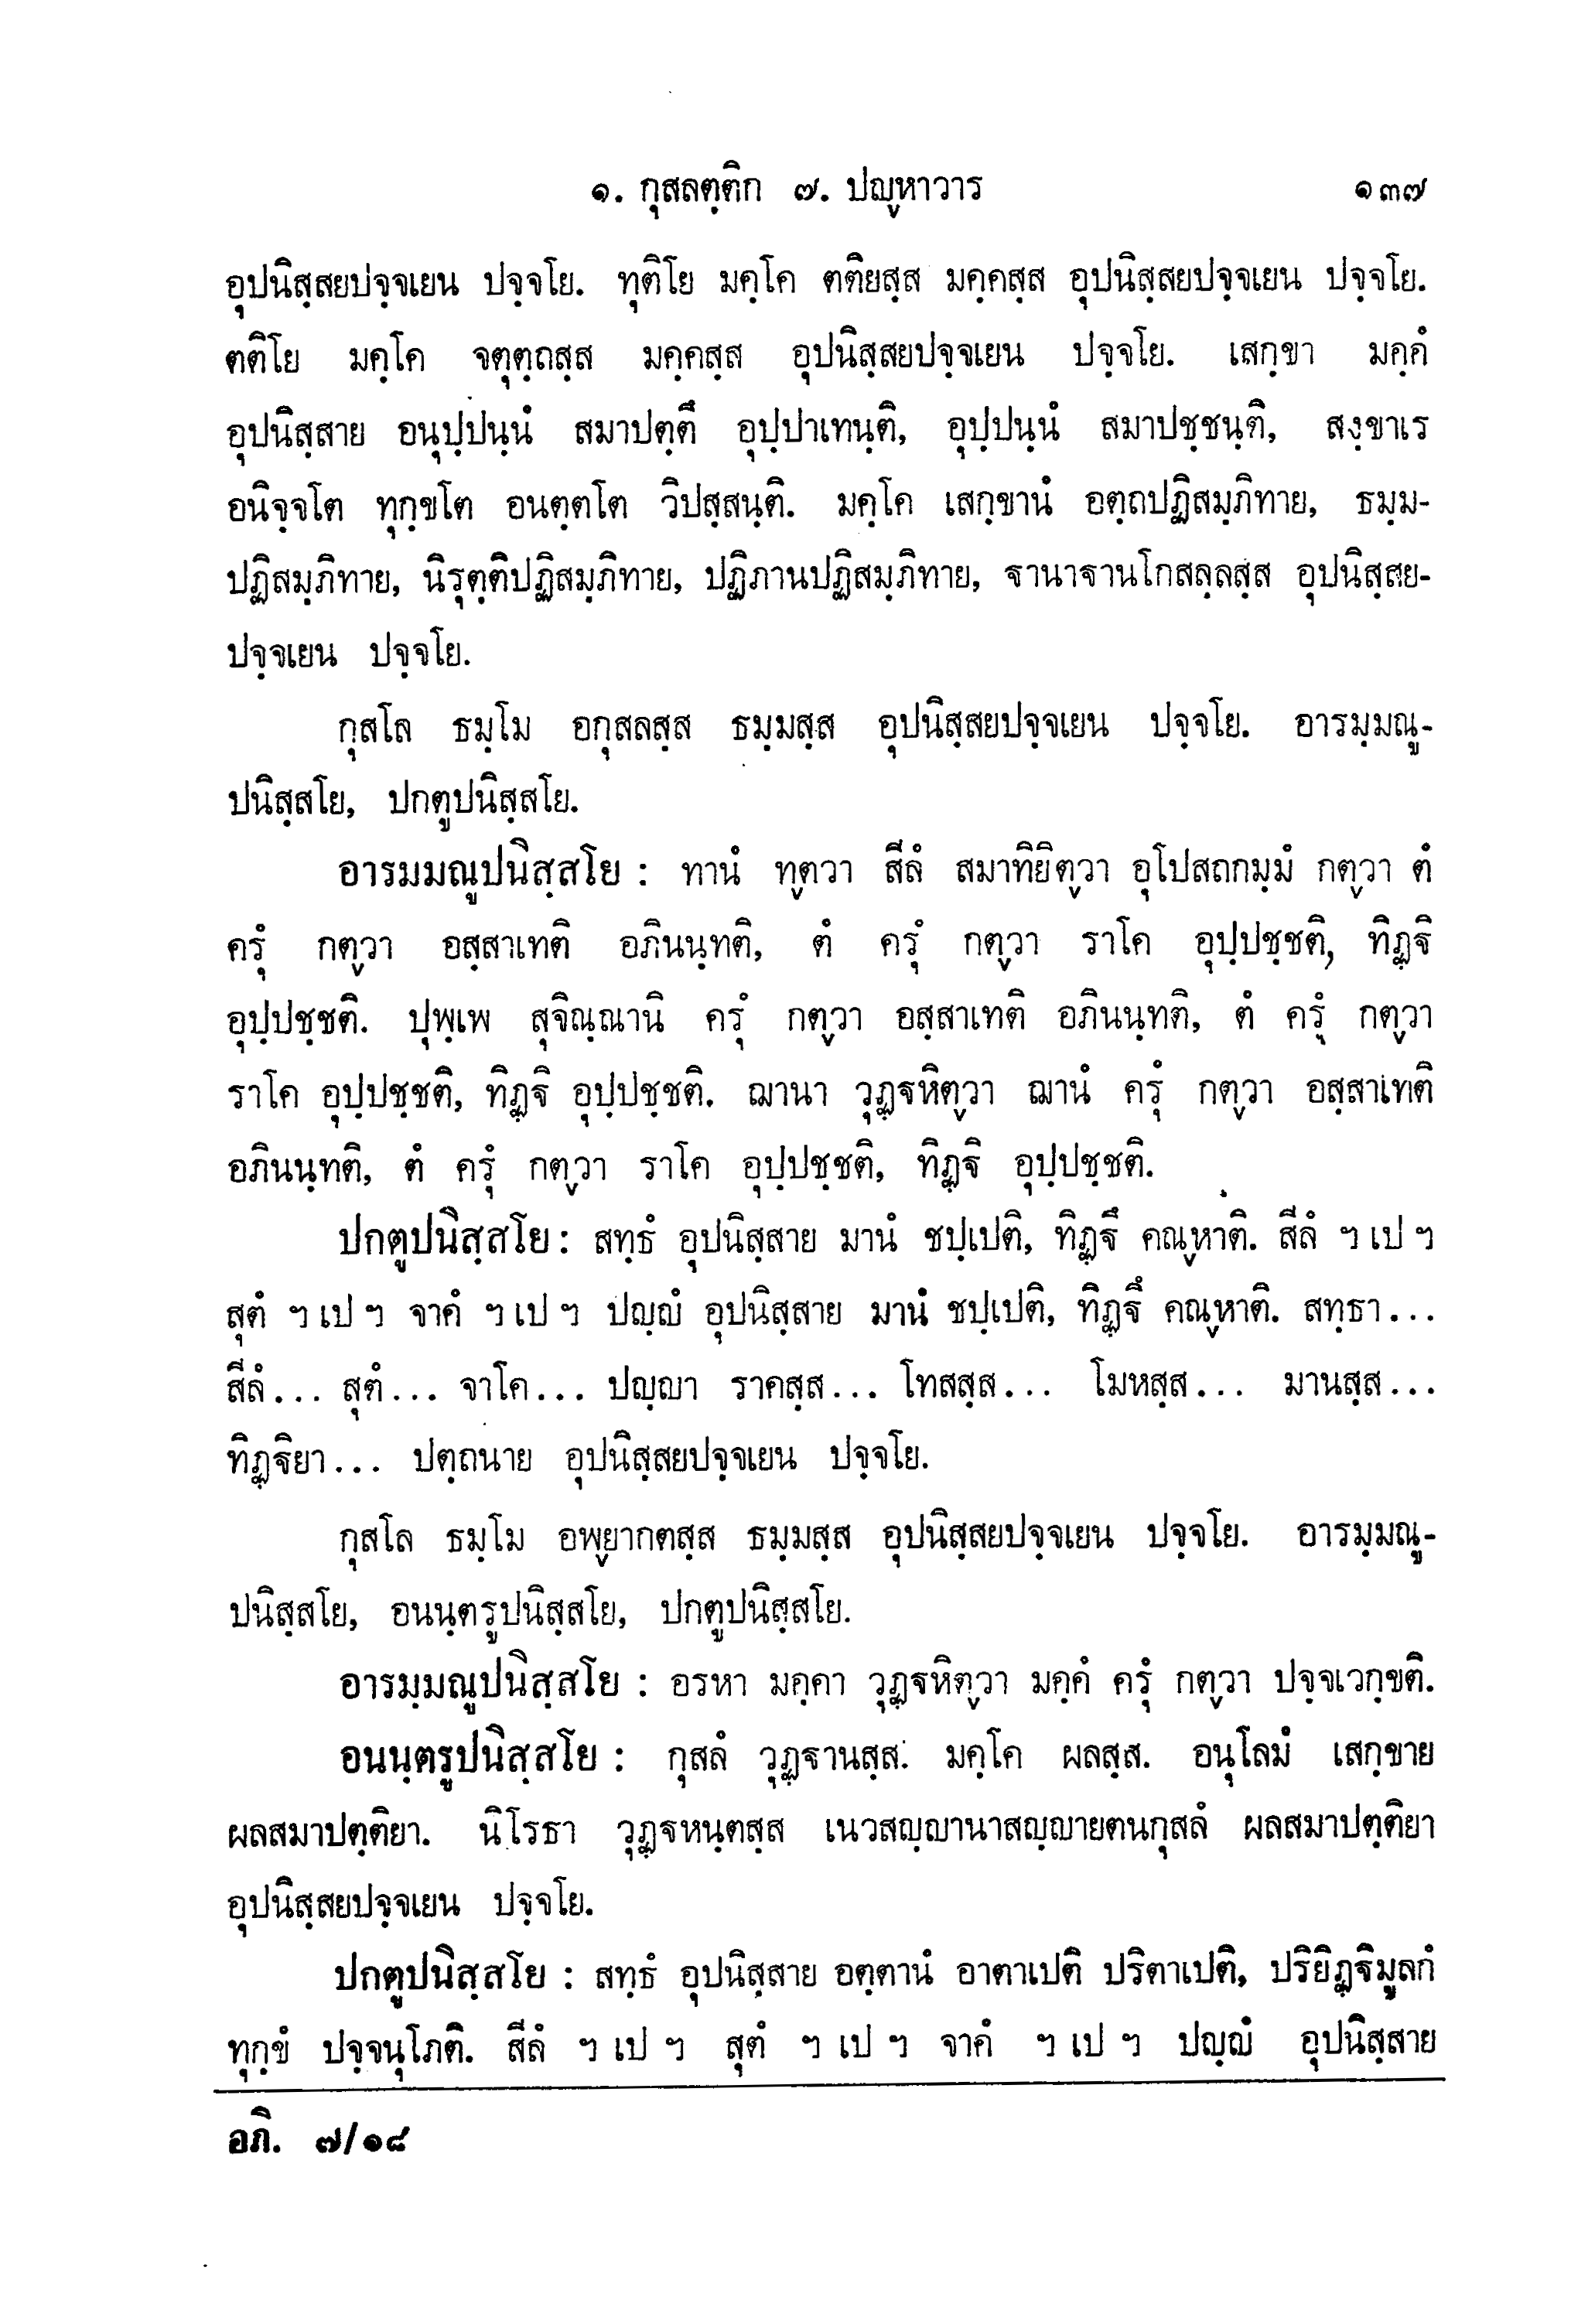 ๑. กุสลตฺติก ๗. ปญฺหาวาร ๑๓๗
อุปนิสฺสยปจฺจเยน ปจฺจโย. ทุติโย มคฺโค ตติยสฺส มคฺคสฺส อุปนิสฺสยปจฺจเยน ปจฺจโย.
ตติโย มคฺโค จตุตฺถสฺส มคฺคสฺส อุปนิสฺสยปจฺจเยน ปจฺจโย. เสกฺขา มคฺคํ
อุปนิสฺสาย อนุปฺปนฺนํ สมาปตฺตึ อุปฺปาเทนฺติ, อุปฺปนฺนํ สมาปชฺชนฺติ, สงฺขาเร
อนิจฺจโต ทุกฺขโต อนตฺตโต วิปสฺสนฺติ. มคฺโค เสกฺขานํ อตฺถปฏิสมฺภิทาย, ธมฺม-
ปฏิสมฺภิทาย, นิรุตฺติปฏิสมฺภิทาย, ปฏิภานปฏิสมฺภิทาย, ฐานาฐานโกสลฺลสฺส อุปนิสฺสย-
ปจฺจเยน ปจฺจโย.
กุสโล ธมฺโม อกุสลสฺส ธมฺมสฺส อุปนิสฺสยปจฺจเยน ปจฺจโย. อารมฺมณู-
ปนิสฺสโย, ปกตูปนิสฺสโย.
อารมมณูปนิสฺสโย : ทานํ ทตฺวา สีลํ สมาทิยิตฺวา อุโปสถกมฺมํ กตฺวา ตํ
ครุํ กตฺวา อสฺสาเทติ อภินนฺทติ, ตํ ครุํ กตฺวา ราโค อุปฺปชฺชติ, ทิฏฺฐิ
อุปฺปชฺชติ. ปุพฺเพ สุจิณฺณานิ ครุํ กตฺวา อสฺสาเทติ อภินนฺทติ, ตํ ครุํ กตฺวา
ราโค อุปฺปชฺชติ, ทิฏฺฐิ อุปฺปชฺชติ. ฌานา วุฏฺฐหิตฺวา ฌานํ ครุํ กตฺวา อสฺสาเทติ
อภินนฺทติ, ตํ ครุํ กตฺวา ราโค อุปฺปชฺชติ, ทิฏฺฐิ อุปฺปชฺชติ.
ปกตูปนิสฺสโย : สทฺธํ อุปนิสฺสาย มานํ ชปฺเปติ, ทิฏฺฐึ คณฺหาติ. สีลํ ฯ เป ฯ
สุตํ ฯ เป ฯ จาคํ ฯ เป ฯ ปญฺญํ อุปนิสฺสาย มานํ ชปฺเปติ, ทิฏฺฐึ คณฺหาติ. สทฺธา...
สีลํ... สุตํ... จาโค... ปญฺญา ราคสฺส... โทสสฺส... โมหสฺส... มานสฺส...
ทิฏฺฐิยา... ปตฺถนาย อุปนิสฺสยปจฺจเยน ปจฺจโย.
กุสโล ธมฺโม อพฺยากตสฺส ธมฺมสฺส อุปนิสฺสยปจฺจเยน ปจฺจโย. อารมฺมณู-
ปนิสฺสโย, อนนฺตรูปนิสฺสโย, ปกตูปนิสฺสโย.
อารมฺมณูปนิสฺสโย : อรหา มคฺคา วุฏฺฐหิตฺวา มคฺคํ ครุํ กตฺวา ปจฺจเวกฺขติ.
อนนฺตรูปนิสฺสโย : กุสลํ วุฏฺฐานสฺส. มคฺโค ผลสฺส. อนุโลมํ เสกฺขาย
ผลสมาปตฺติยา. นิโรธา วุฏฺฐหนฺตสฺส เนวสญฺญานาสญฺญายตนกุสลํ ผลสมาปตฺติยา
อุปนิสฺสยปจฺจเยน ปจฺจโย.
ปกตูปนิสฺสโย : สทฺธํ อุปนิสฺสาย อตฺตานํ อาตาเปติ ปริตาเปติ, ปริยิฏฺฐิมูลกํ
ทุกฺขํ ปจฺจนุโภติ. สีลํ ฯ เป ฯ สุตํ ฯ เป ฯ จาคํ ฯ เป ฯ ปญฺญํ อุปนิสฺสาย
อภิ. ๗/๑๘